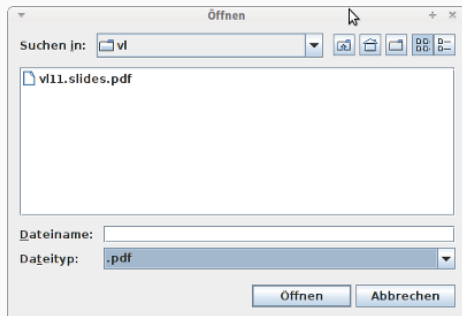 Öffnen
Suchen in: vl
vl11.slides.pdf
Dateiname:
Dateityp: .pdf
Öffnen Abbrechen